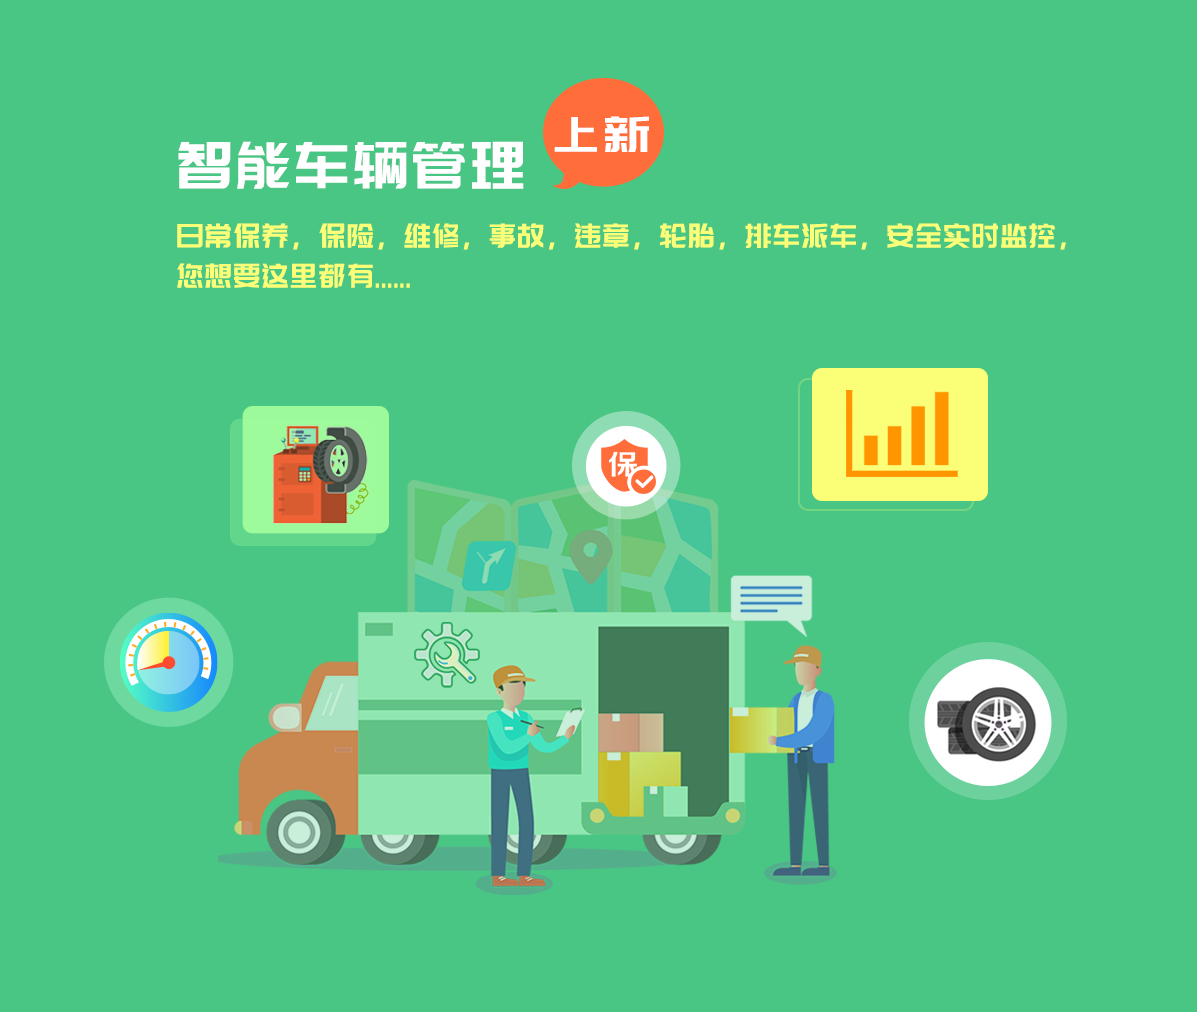 智能车辆管理
上新
日常保养，保险，维修，事故，违章，轮胎，排车派车，安全实时监控，
您想要这里都有......
保